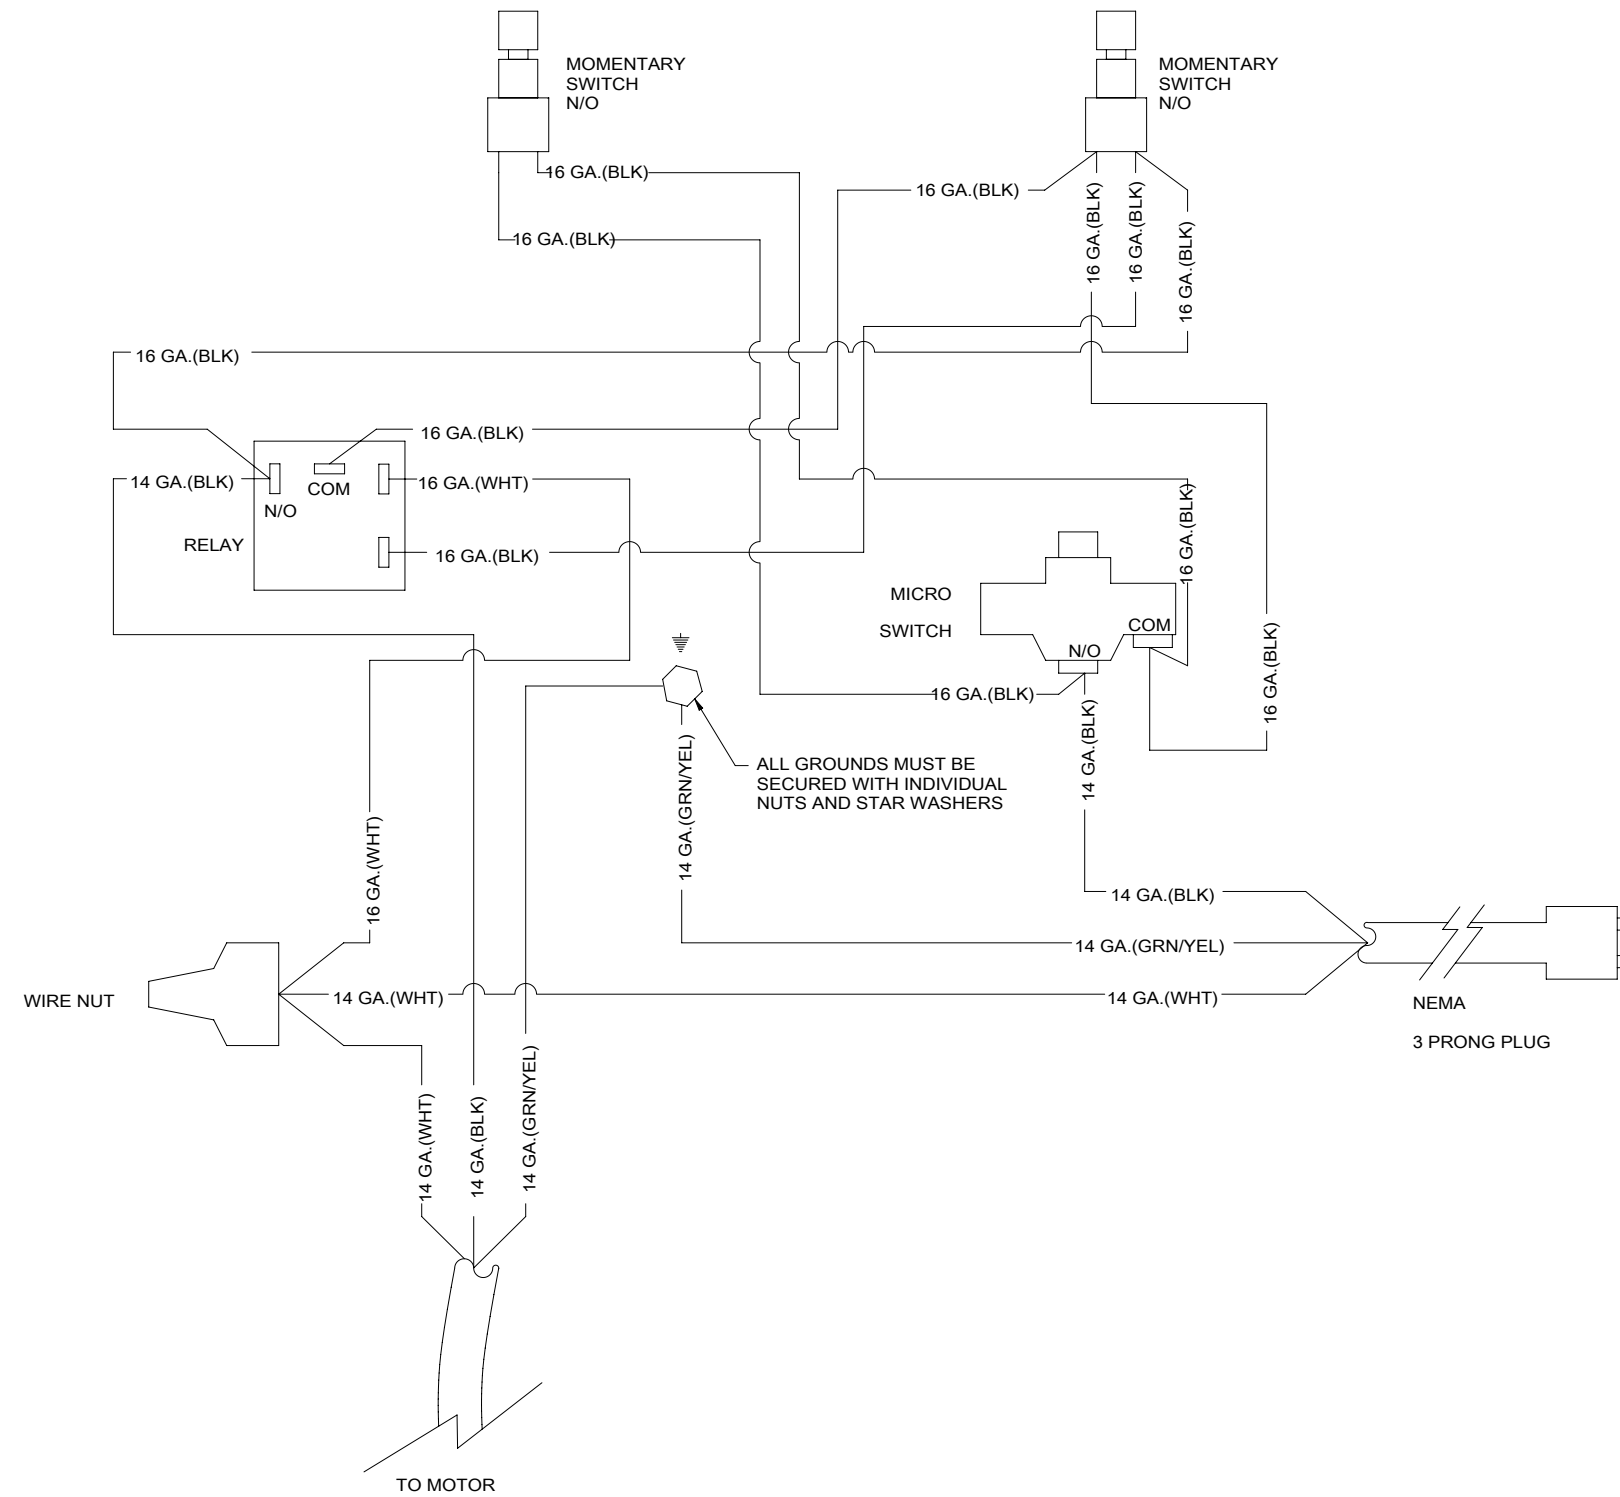 MOMENTARY
SWITCH
N/O
MOMENTARY
SWITCH
N/O
16 GA.(BLK)
16 GA.(BLK)
16 GA.(BLK)
16 GA.(BLK)
16 GA.(BLK)
16 GA.(BLK)
16 GA.(BLK)
16 GA.(BLK)
14 GA.(BLK)
COM
N/O
16 GA.(WHT)
RELAY
16 GA.(BLK)
16 GA.(BLK)
MICRO
SWITCH
COM
N/O
16 GA.(BLK)
16 GA.(BLK)
14 GA.(BLK)
ALL GROUNDS MUST BE
SECURED WITH INDIVIDUAL
NUTS AND STAR WASHERS
14 GA.(GRN/YEL)
16 GA.(WHT)
14 GA.(BLK)
14 GA.(GRN/YEL)
WIRE NUT
14 GA.(WHT)
14 GA.(WHT)
NEMA
3 PRONG PLUG
14 GA.(WHT)
14 GA.(BLK)
14 GA.(GRN/YEL)
TO MOTOR